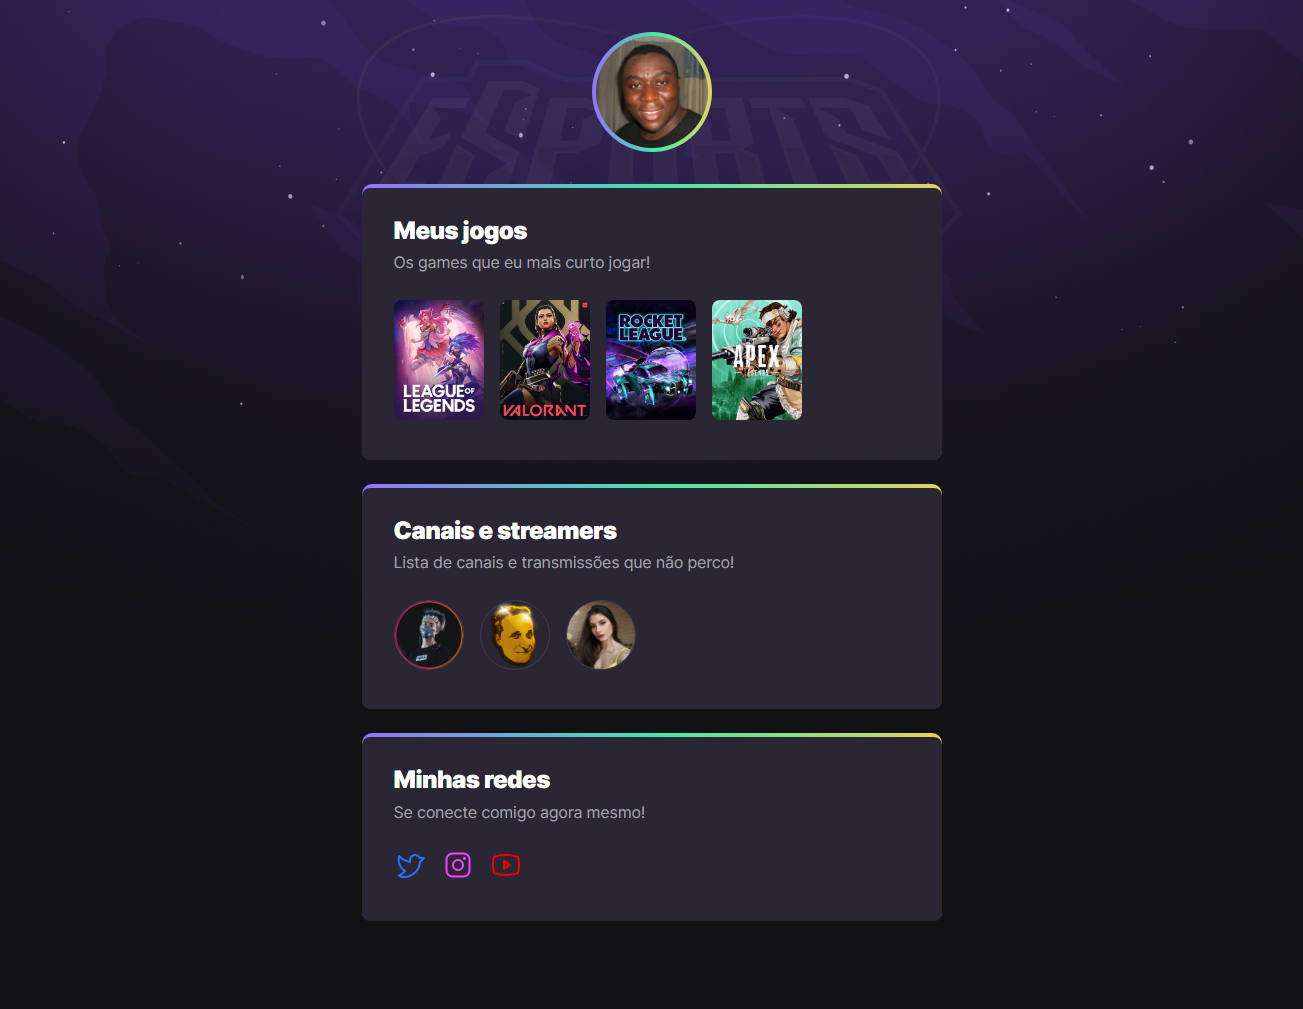 ESPORTS
Meus jogos
Os games que eu mais curto jogar!
LEAGUE OF
LEGENDS
VALORANT
ROCKET
LEAGUE
APEX
LEGENDS
Canais e streamers
Lista de canais e transmissões que não perco!
Minhas redes
Se conecte comigo agora mesmo!